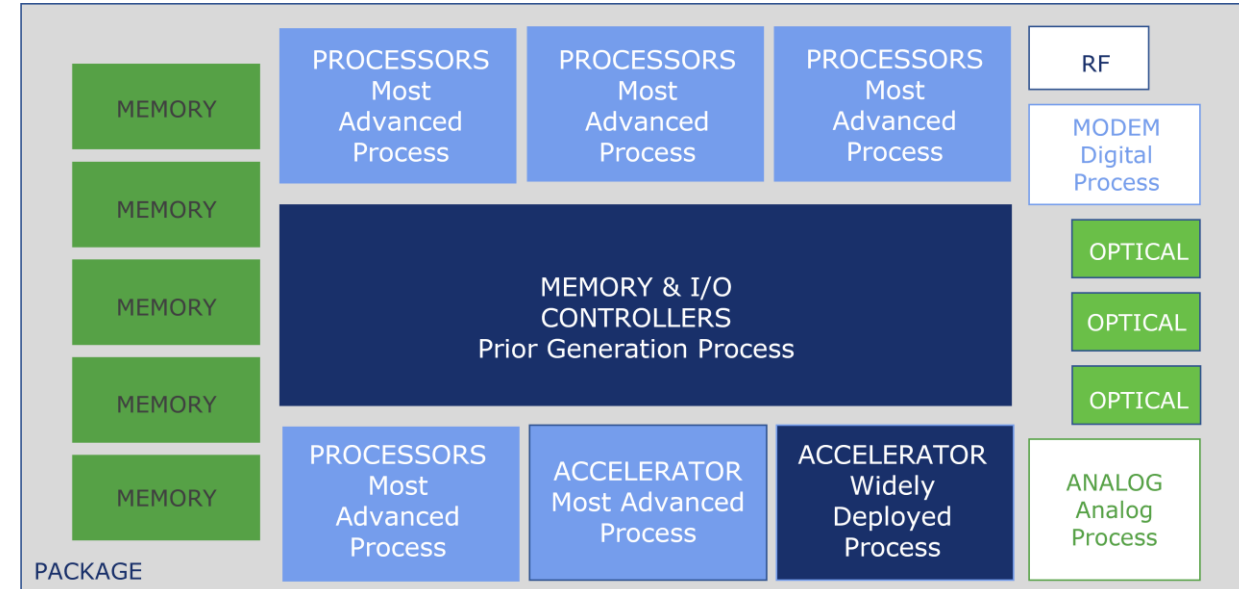 MEMORY
MEMORY
MEMORY
MEMORY
MEMORY
PROCESSORS
Most
Advanced
Process
PROCESSORS
Most
Advanced
Process
PROCESSORS
Most
Advanced
Process
MEMORY & I/O
CONTROLLERS
Prior Generation Process
PROCESSORS
Most
Advanced
Process
ACCELERATOR
Most Advanced
Process
ACCELERATOR
Widely
Deployed
Process
RF
MODEM
Digital
Process
OPTICAL
OPTICAL
OPTICAL
ANALOG
Analog
Process
PACKAGE